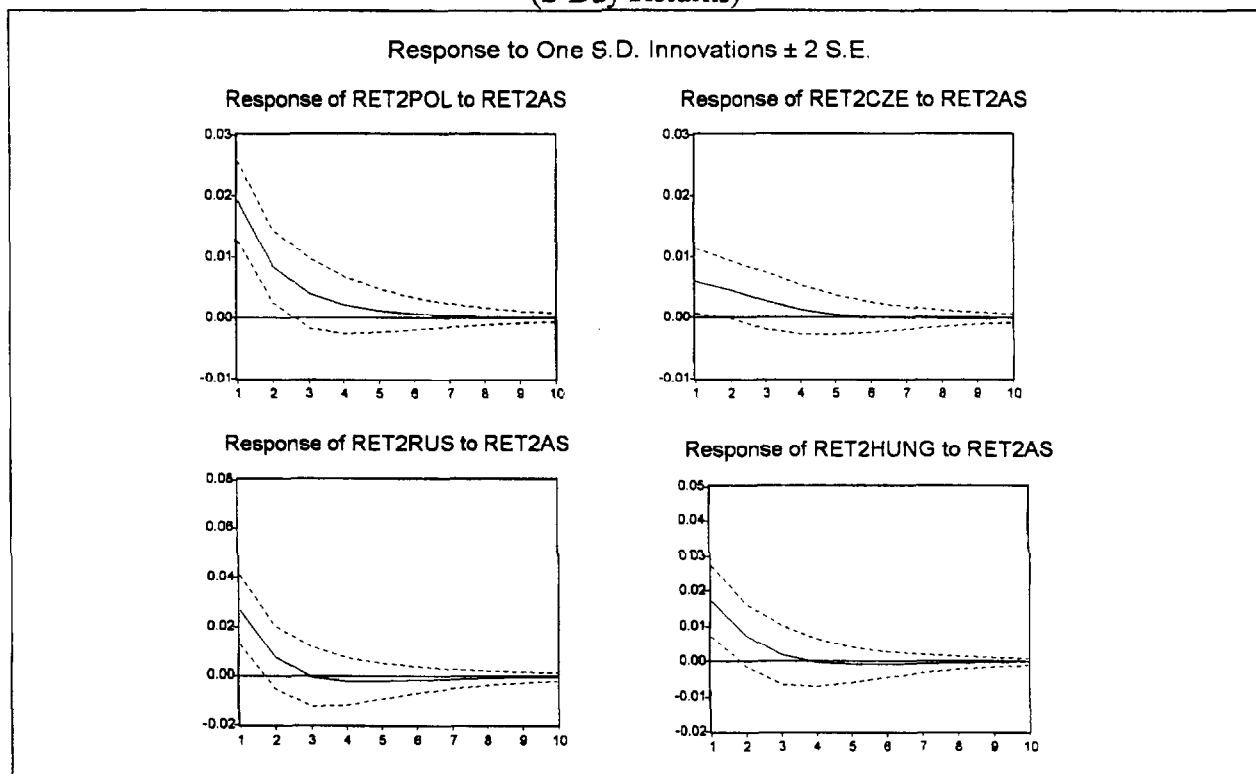 (2-Day Returns)
Response to One S.D. Innovations ± 2 S.E.
Response of RET2POL to RET2AS
0.03
0.02
0.01
0.00
-0.01
1 2 3 4 5 6 7 8 9 10
Response of RET2CZE to RET2AS
0.03
0.02
0.01
0.00
-0.01
1 2 3 4 5 6 7 8 9 10
Response of RET2RUS to RET2AS
0.08
0.06
0.04
0.02
0.00
-0.02
1 2 3 4 5 6 7 8 9 10
Response of RET2HUNG to RET2AS
0.05
0.04
0.03
0.02
0.01
0.00
-0.01
-0.02
1 2 3 4 5 6 7 8 9 10